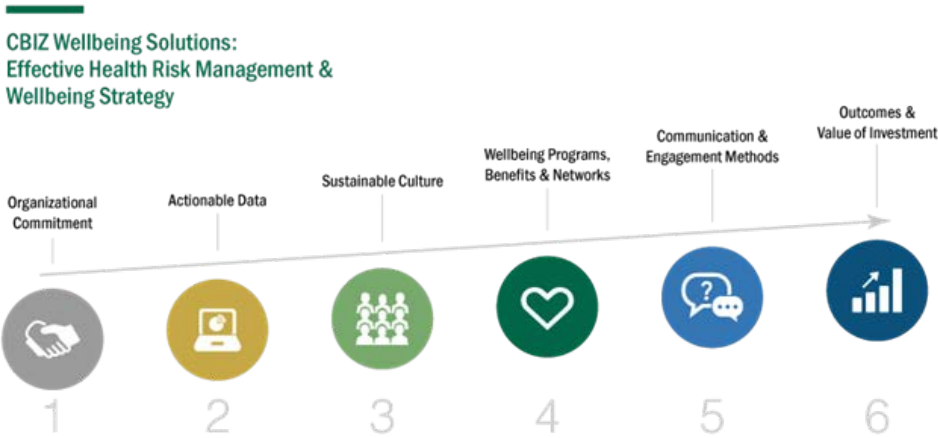 CBIZ Wellbeing Solutions:
Effective Health Risk Management &
Wellbeing Strategy
Organizational
Commitment
Actionable Data
Sustainable Culture
Wellbeing Programs,
Benefits & Networks
Communication &
Engagement Methods
Outcomes &
Value of Investment
?
1
2
3
4
5
6